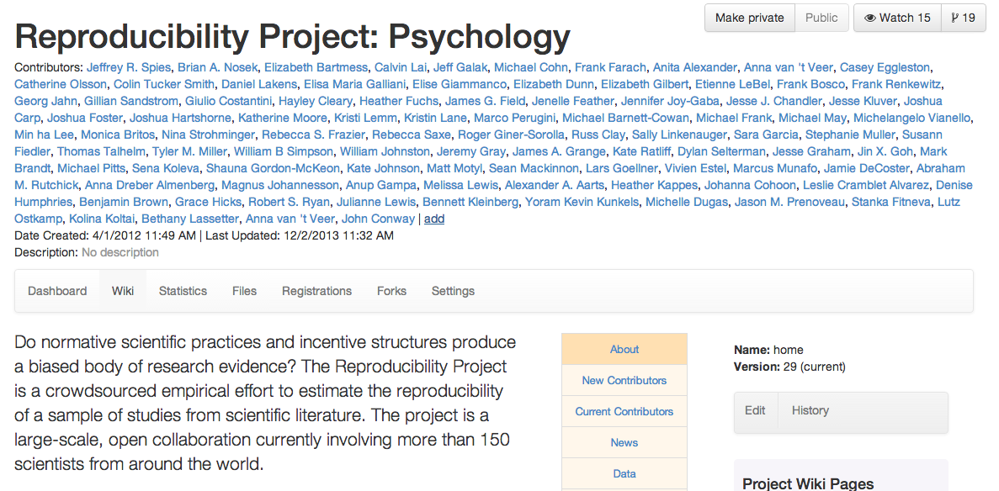 Make private Public Watch 15 19
Reproducibility Project: Psychology
Contributors: Jeffrey R. Spies, Brian A. Nosek, Elizabeth Bartmess, Calvin Lai, Jeff Galak, Michael Cohn, Frank Farach, Anita Alexander, Anna van 't Veer, Casey Eggleston,
Catherine Olsson, Colin Tucker Smith, Daniel Lakens, Elisa Maria Galliani, Elise Giammanco, Elizabeth Dunn, Elizabeth Gilbert, Etienne LeBel, Frank Bosco, Frank Renkewitz,
Georg Jahn, Gillian Sandstrom, Giulio Costantini, Hayley Cleary, Heather Fuchs, James G. Field, Jenelle Feather, Jennifer Joy-Gaba, Jesse J. Chandler, Jesse Kluver, Joshua
Carp, Joshua Foster, Joshua Hartshorne, Katherine Moore, Kristi Lemm, Kristin Lane, Marco Perugini, Michael Barnett-Cowan, Michael Frank, Michael May, Michelangelo Vianello,
Min ha Lee, Monica Britos, Nina Strohminger, Rebecca S. Frazier, Rebecca Saxe, Roger Giner-Sorolla, Russ Clay, Sally Linkenauger, Sara Garcia, Stephanie Muller, Susann
Fiedler, Thomas Talhelm, Tyler M. Miller, William B Simpson, William Johnston, Jeremy Gray, James A. Grange, Kate Ratliff, Dylan Selterman, Jesse Graham, Jin X. Goh, Mark
Brandt, Michael Pitts, Sena Koleva, Shauna Gordon-McKeon, Kate Johnson, Matt Motyl, Sean Mackinnon, Lars Goellner, Vivien Estel, Marcus Munafo, Jamie DeCoster, Abraham
M. Rutchick, Anna Dreber Almenberg, Magnus Johannesson, Anup Gampa, Melissa Lewis, Alexander A. Aarts, Heather Kappes, Johanna Cohoon, Leslie Cramblet Alvarez, Denise
Humphries, Benjamin Brown, Grace Hicks, Robert S. Ryan, Julianne Lewis, Bennett Kleinberg, Yoram Kevin Kunkels, Michelle Dugas, Jason M. Prenoveau, Stanka Fitneva, Lutz
Ostkamp, Kolina Koltai, Bethany Lassetter, Anna van 't Veer, John Conway | add
Date Created: 4/1/2012 11:49 AM | Last Updated: 12/2/2013 11:32 AM
Description: No description
Dashboard Wiki Statistics Files Registrations Forks Settings
Do normative scientific practices and incentive structures produce
a biased body of research evidence? The Reproducibility Project
is a crowdsourced empirical effort to estimate the reproducibility
of a sample of studies from scientific literature. The project is a
large-scale, open collaboration currently involving more than 150
scientists from around the world.
About
New Contributors
Current Contributors
News
Data
Name: home
Version: 29 (current)
Edit History
Project Wiki Pages